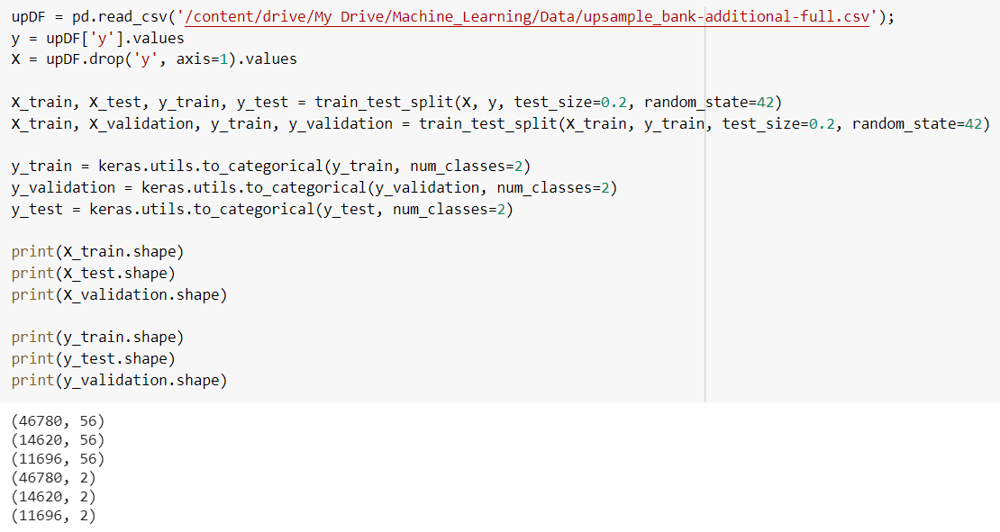 upDF = pd.read_csv('/content/drive/My Drive/Machine_Learning/Data/upsample_bank-additional-full.csv');
y = upDF['y'].values
X = upDF.drop('y', axis=1).values
X_train, X_test, y_train, y_test = train_test_split(X, y, test_size=0.2, random_state=42)
X_train, X_validation, y_train, y_validation = train_test_split(X_train, y_train, test_size=0.2, random_state=42)
y_train = keras.utils.to_categorical(y_train, num_classes=2)
y_validation = keras.utils.to_categorical(y_validation, num_classes=2)
y_test = keras.utils.to_categorical(y_test, num_classes=2)
print(X_train.shape)
print(X_test.shape)
print(X_validation.shape)
print(y_train.shape)
print(y_test.shape)
print(y_validation.shape)
(46780, 56)
(14620, 56)
(11696, 56)
(46780, 2)
(14620, 2)
(11696, 2)